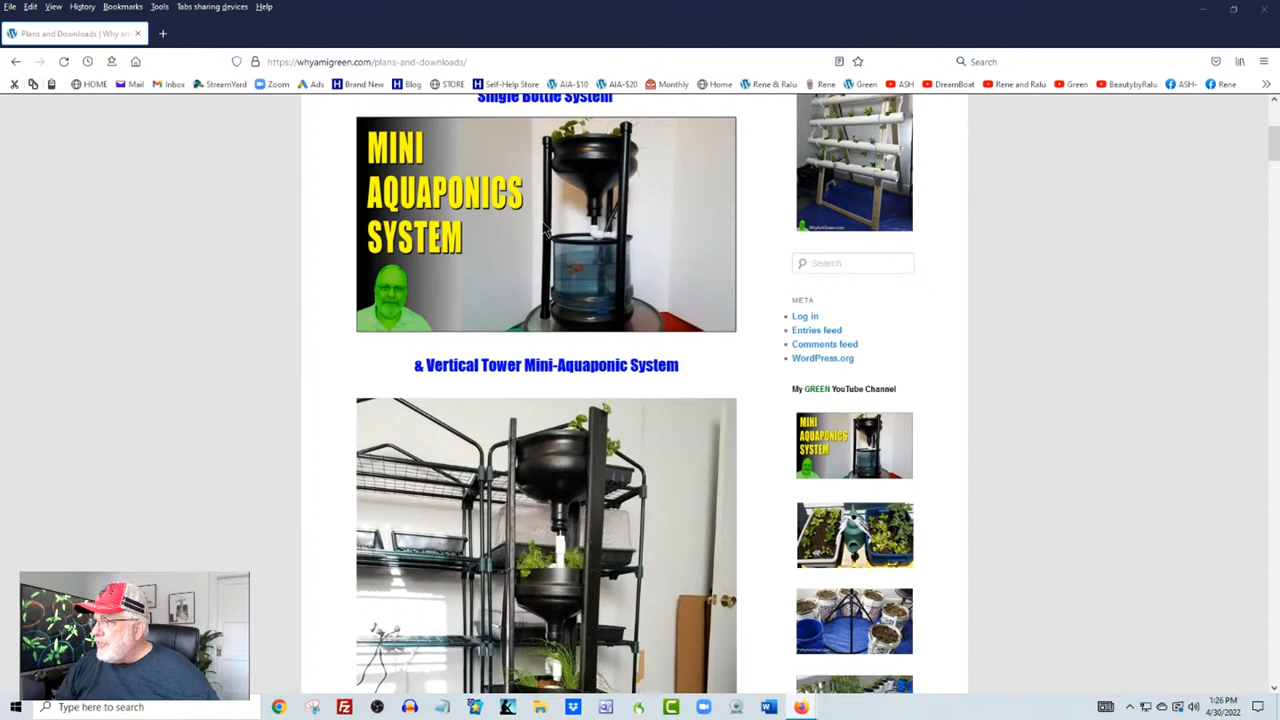 File Edit View History Bookmarks Tools Tabs sharing devices Help
Plans and Downloads | Why am
https://whyamigreen.com/plans-and-downloads/
Search
HOME Mail Inbox StreamYard Zoom Ads Brand New Blog STORE Self-Help Store AIA-$10 AIA-$20 Monthly Home Rene & Ralu Green Rene ASH DreamBoat Rene and Ralu Green BeautybyRalu ASH- Rene
Single Bottle System
MINI
AQUAPONICS
SYSTEM
& Vertical Tower Mini-Aquaponic System
WhyAmIGreen.com
Search
META
Log in
Entries feed
Comments feed
WordPress.org
My GREEN YouTube Channel
MINI
AQUAPONICS
SYSTEM
Type here to search
1:26 PM
4/30/2022